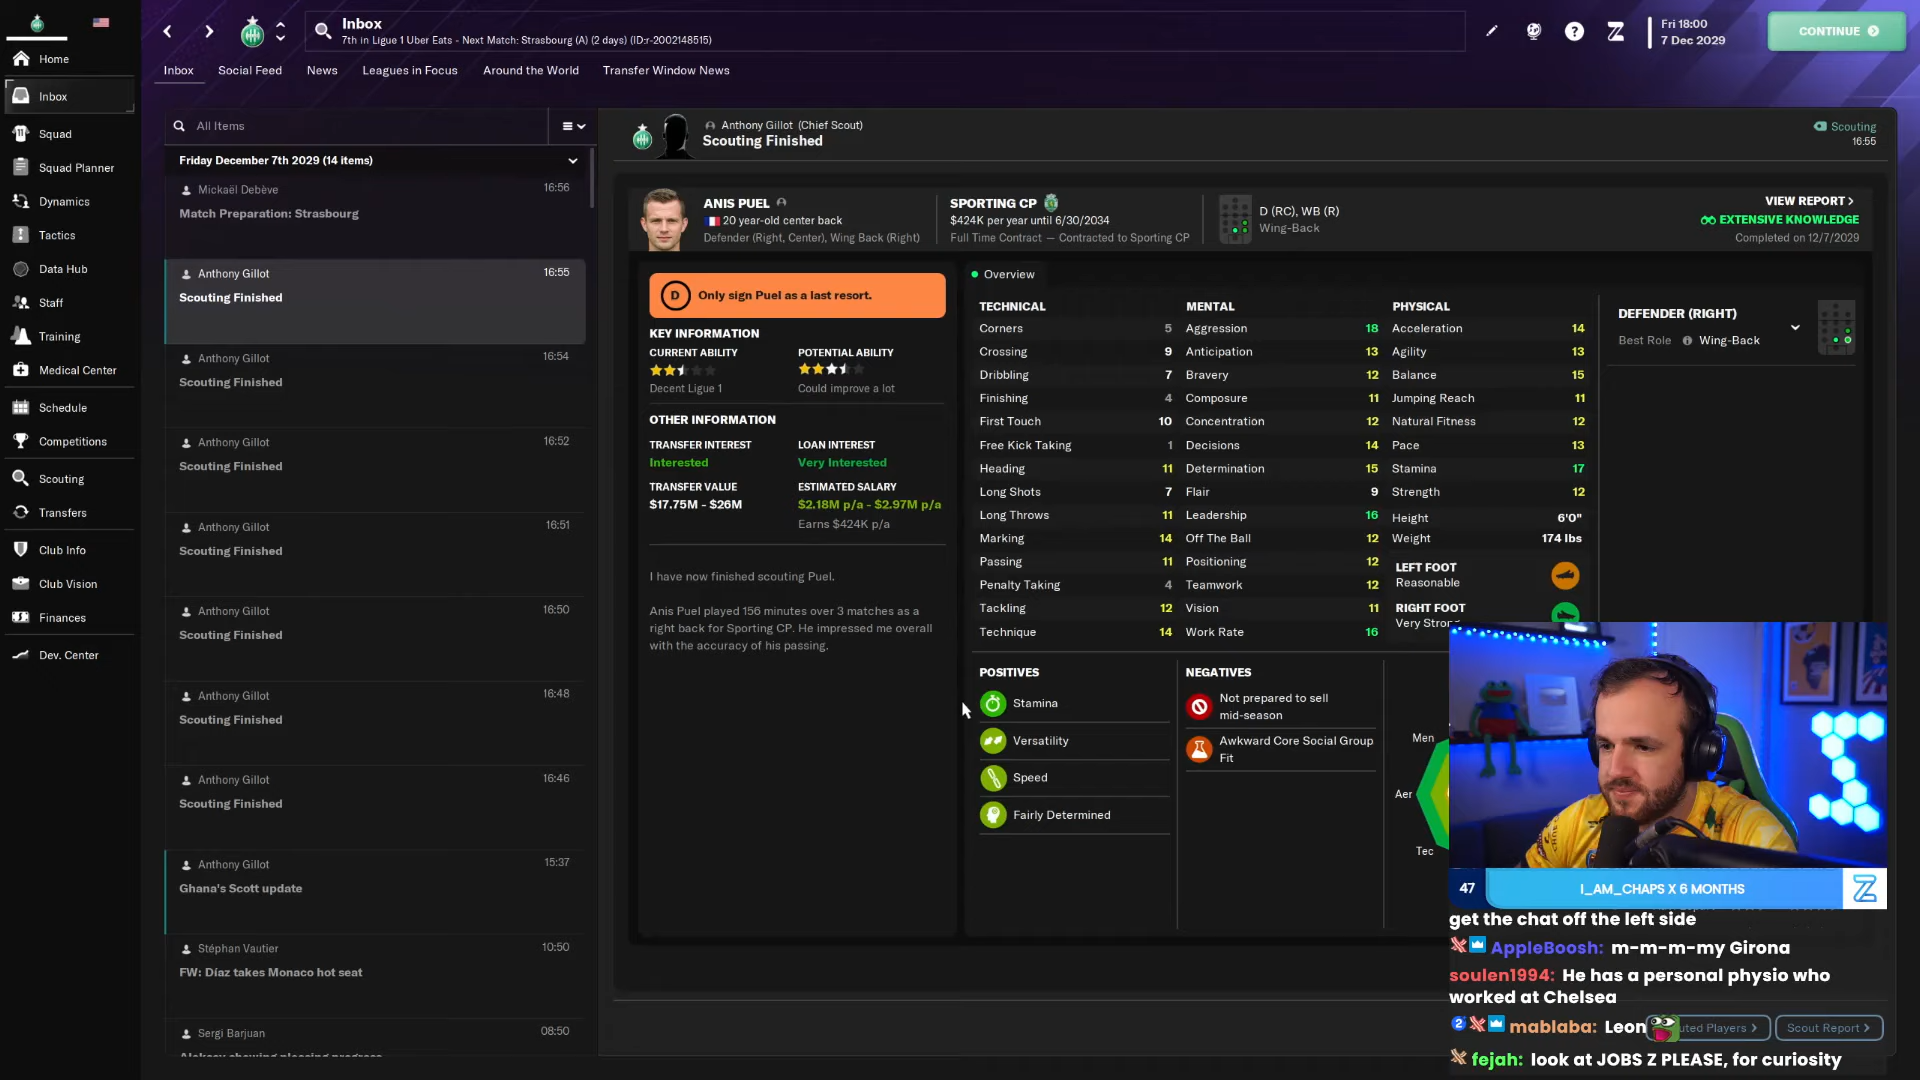 Inbox
7th in Ligue 1 Uber Eats - Next Match: Strasbourg (A) (2 days) (ID:r-2002148515)
Fri 18:00
7 Dec 2029
CONTINUE
Home
Inbox
Squad
Squad Planner
Dynamics
Tactics
Data Hub
Staff
Training
Medical Center
Schedule
Competitions
Scouting
Transfers
Club Info
Club Vision
Finances
Dev. Center
Inbox Social Feed News Leagues in Focus Around the World Transfer Window News
All Items
Friday December 7th 2029 (14 items)
Mickaël Debève 16:56
Match Preparation: Strasbourg
Anthony Gillot 16:55
Scouting Finished
Anthony Gillot 16:54
Scouting Finished
Anthony Gillot 16:52
Scouting Finished
Anthony Gillot 16:51
Scouting Finished
Anthony Gillot 16:50
Scouting Finished
Anthony Gillot 16:48
Scouting Finished
Anthony Gillot 16:46
Scouting Finished
Anthony Gillot 15:37
Ghana's Scott update
Stéphan Vautier 10:50
FW: Díaz takes Monaco hot seat
Sergi Barjuan 08:50
Anthony Gillot (Chief Scout)
Scouting Finished
Scouting
16:55
ANIS PUEL
20 year-old center back
Defender (Right, Center), Wing Back (Right)
SPORTING CP
$424K per year until 6/30/2034
Full Time Contract — Contracted to Sporting CP
D (RC), WB (R)
Wing-Back
VIEW REPORT >
EXTENSIVE KNOWLEDGE
Completed on 12/7/2029
D Only sign Puel as a last resort.
KEY INFORMATION
CURRENT ABILITY POTENTIAL ABILITY
Decent Ligue 1 Could improve a lot
OTHER INFORMATION
TRANSFER INTEREST LOAN INTEREST
Interested Very Interested
TRANSFER VALUE ESTIMATED SALARY
$17.75M - $26M $2.18M p/a - $2.97M p/a
Earns $424K p/a
I have now finished scouting Puel.
Anis Puel played 156 minutes over 3 matches as a
right back for Sporting CP. He impressed me overall
with the accuracy of his passing.
Overview
TECHNICAL MENTAL PHYSICAL
Corners 5 Aggression 18 Acceleration 14
Crossing 9 Anticipation 13 Agility 13
Dribbling 7 Bravery 12 Balance 15
Finishing 4 Composure 11 Jumping Reach 11
First Touch 10 Concentration 12 Natural Fitness 12
Free Kick Taking 1 Decisions 14 Pace 13
Heading 11 Determination 15 Stamina 17
Long Shots 7 Flair 9 Strength 12
Long Throws 11 Leadership 16 Height 6'0"
Marking 14 Off The Ball 12 Weight 174 lbs
Passing 11 Positioning 12
Penalty Taking 4 Teamwork 12
Tackling 12 Vision 11
Technique 14 Work Rate 16
LEFT FOOT
Reasonable
RIGHT FOOT
Very Strong
DEFENDER (RIGHT)
Best Role Wing-Back
POSITIVES
Stamina
Versatility
Speed
Fairly Determined
NEGATIVES
Not prepared to sell
mid-season
Awkward Core Social Group
Fit
Men
Aer
Tec
47 I_AM_CHAPS X 6 MONTHS Z
get the chat off the left side
AppleBoosh: m-m-m-my Girona
soulen1994: He has a personal physio who
worked at Chelsea
mablaba: Leon
Players > Scout Report >
fejah: look at JOBS Z PLEASE, for curiosity